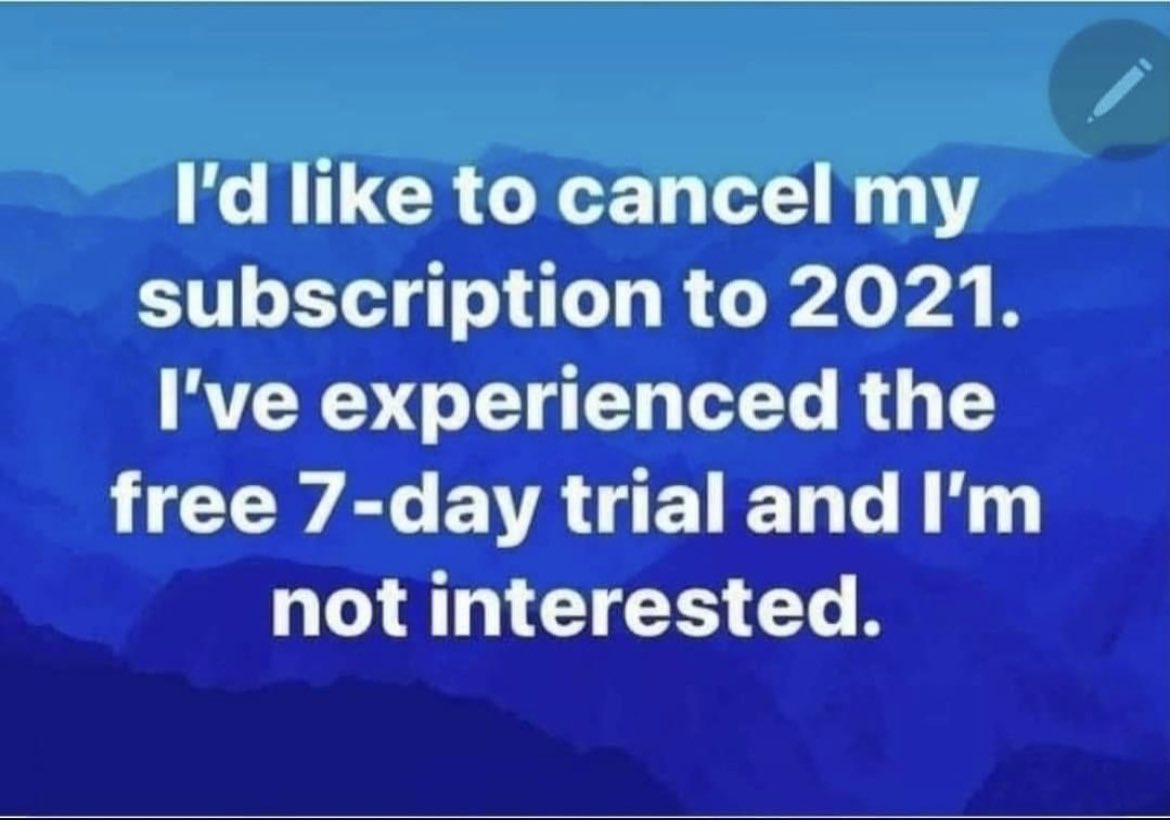 I’d like to cancel my
subscription to 2021.
I’ve experienced the
free 7-day trial and I’m
not interested.